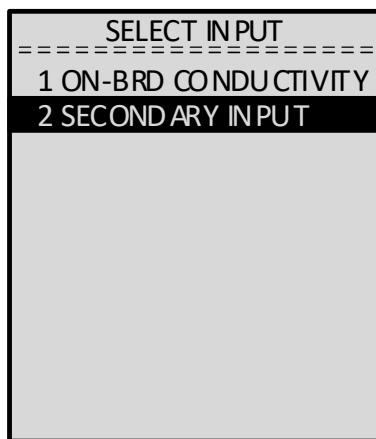 SELECT INPUT
====================
1 ON-BRD CONDUCTIVITY
2 SECONDARY INPUT